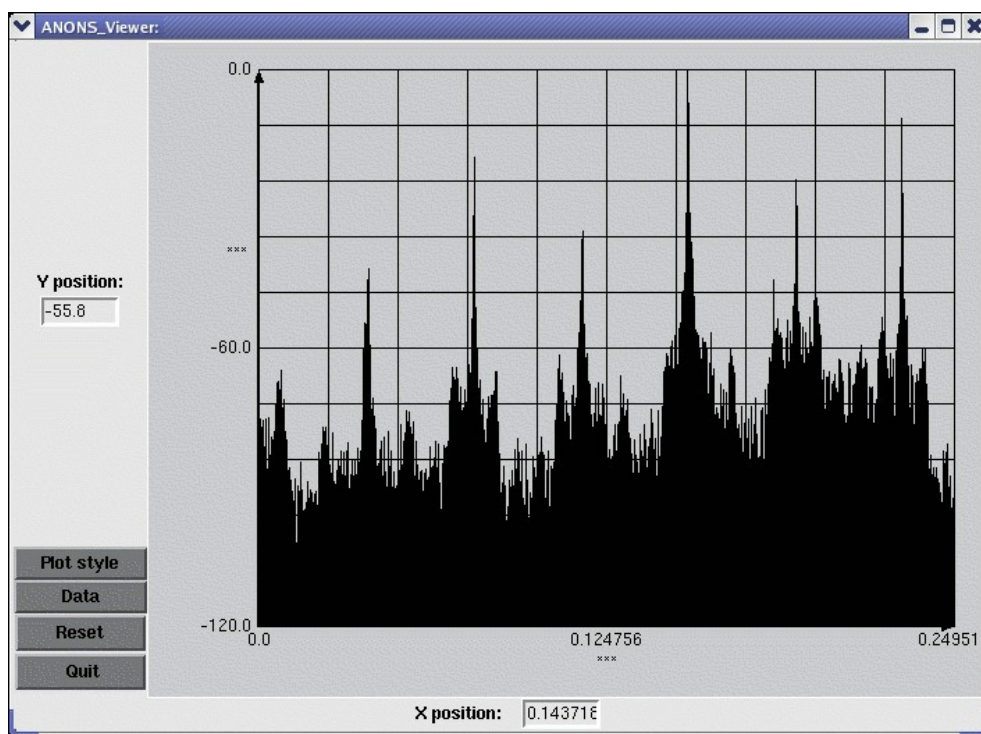 ANONS_Viewer:
0.0
***
Y position:
-55.8
-60.0
Plot style
Data
Reset
Quit
-120.0
0.0 0.124756 0.24951
***
X position: 0.143718